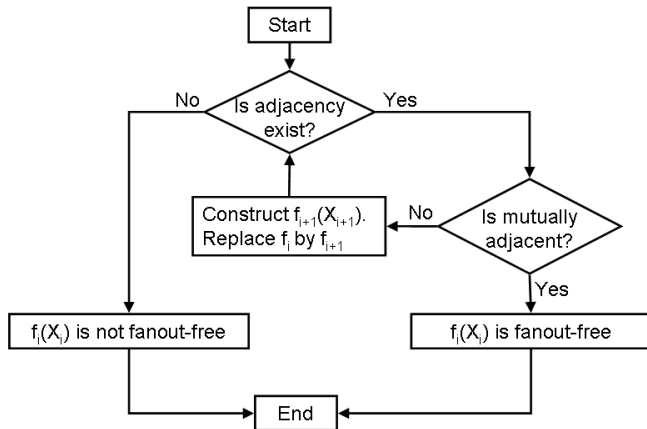 Start
No
Is adjacency
exist?
Yes
Construct fᵢ₊₁(Xᵢ₊₁).
Replace fᵢ by fᵢ₊₁
No
Is mutually
adjacent?
Yes
fᵢ(Xᵢ) is not fanout-free
fᵢ(Xᵢ) is fanout-free
End